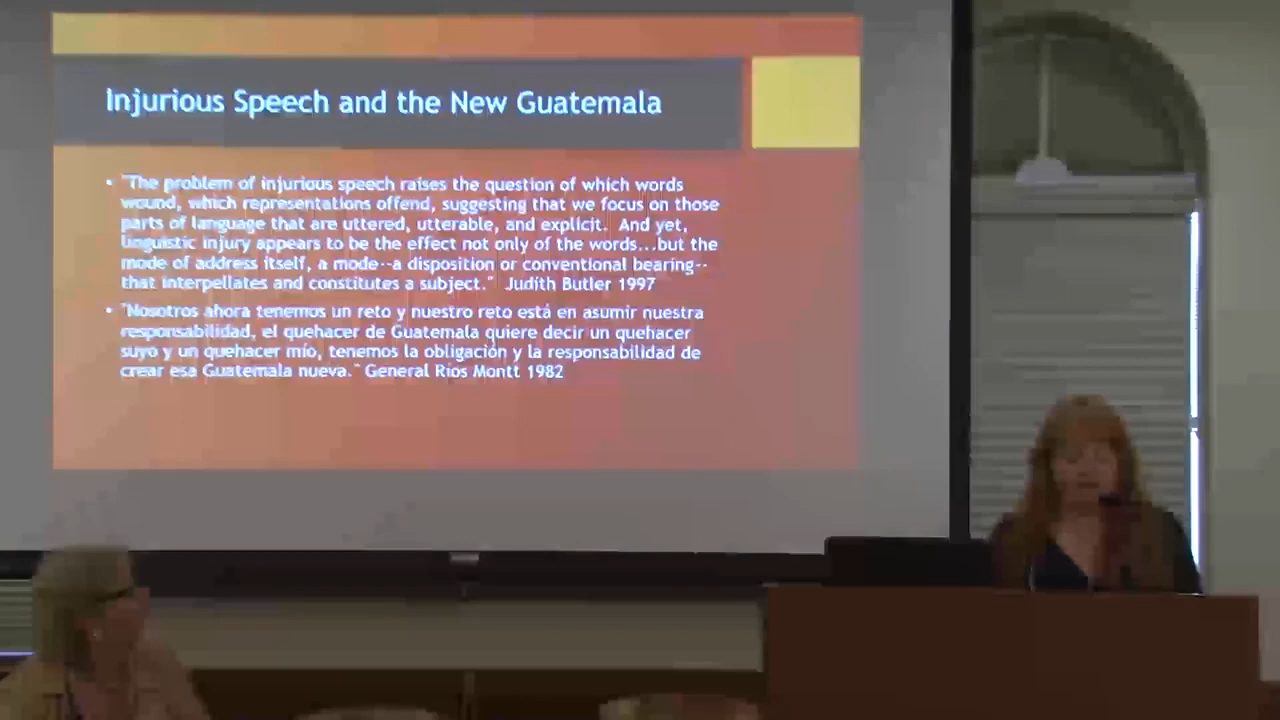 Injurious Speech and the New Guatemala
• "The problem of injurious speech raises the question of which words
wound, which representations offend, suggesting that we focus on those
parts of language that are uttered, utterable, and explicit. And yet,
linguistic injury appears to be the effect not only of the words...but the
mode of address itself, a mode--a disposition or conventional bearing--
that interpellates and constitutes a subject." Judith Butler 1997
• "Nosotros ahora tenemos un reto y nuestro reto está en asumir nuestra
responsabilidad, el quehacer de Guatemala quiere decir un quehacer
suyo y un quehacer mío, tenemos la obligación y la responsabilidad de
crear esa Guatemala nueva." General Ríos Montt 1982